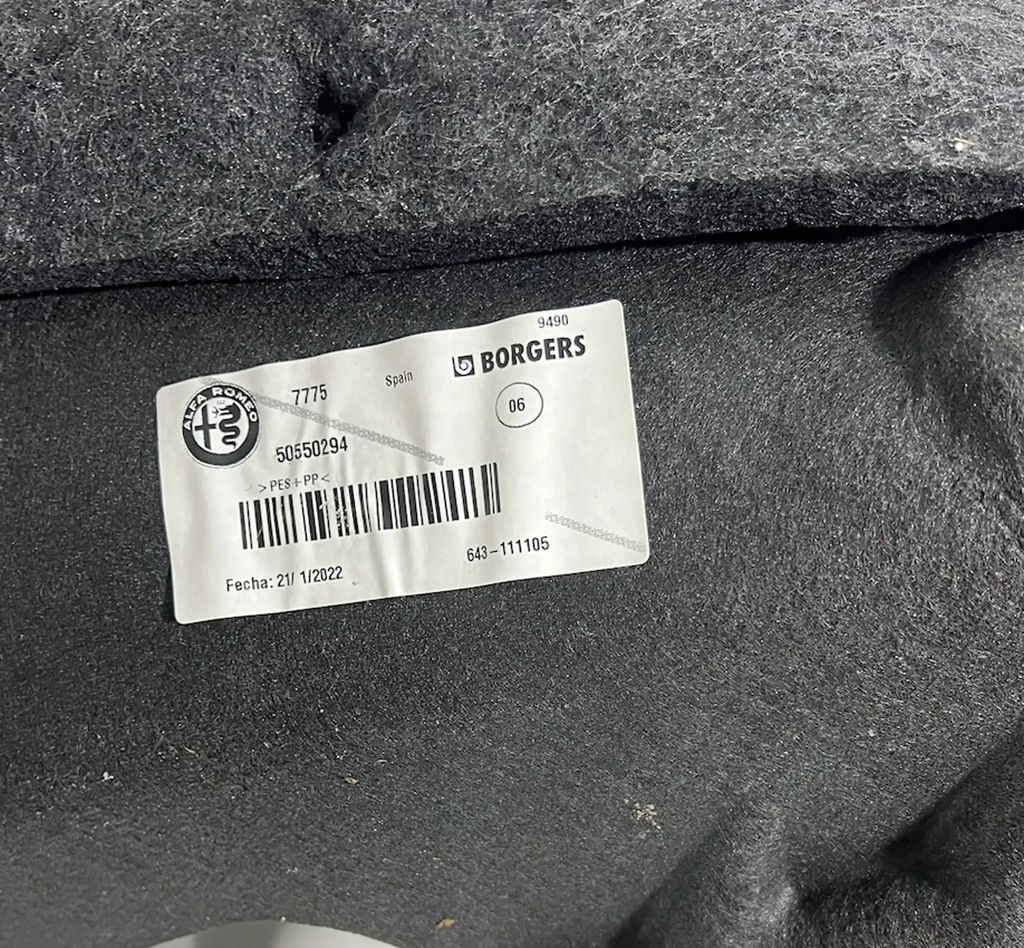 9490
BORGERS
7775 Spain
06
ALFA ROMEO
50550294
>PES+PP<
643-111105
Fecha: 21/ 1/2022